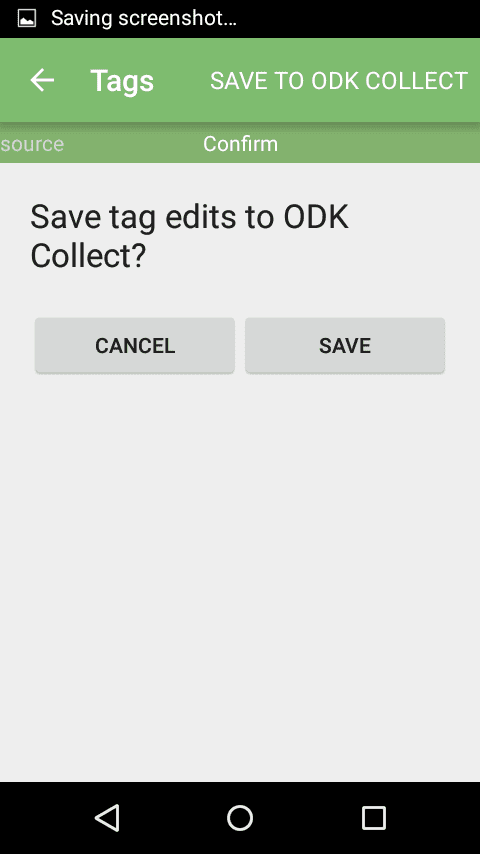 Saving screenshot...
Tags SAVE TO ODK COLLECT
source Confirm
Save tag edits to ODK
Collect?
CANCEL SAVE